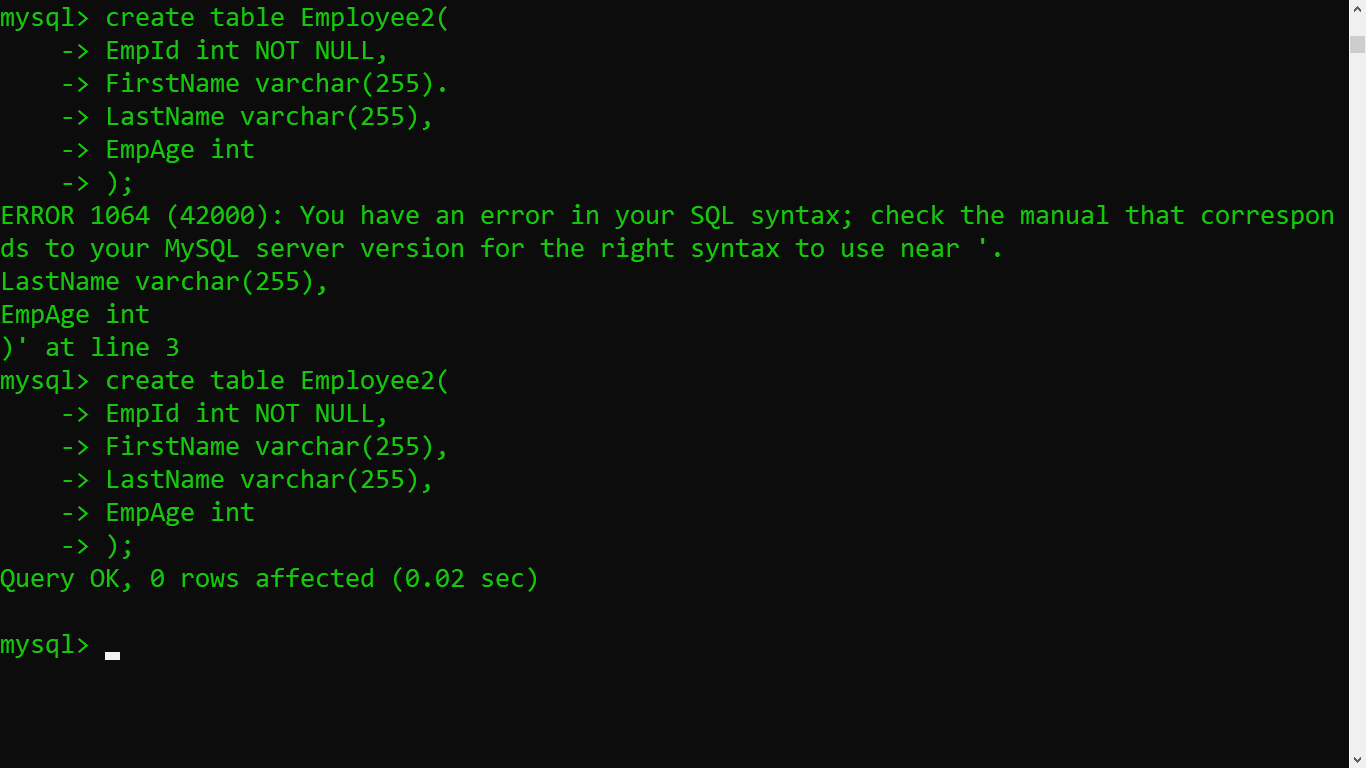 mysql> create table Employee2(
    -> EmpId int NOT NULL,
    -> FirstName varchar(255).
    -> LastName varchar(255),
    -> EmpAge int
    -> );
ERROR 1064 (42000): You have an error in your SQL syntax; check the manual that correspon
ds to your MySQL server version for the right syntax to use near '.
LastName varchar(255),
EmpAge int
)' at line 3
mysql> create table Employee2(
    -> EmpId int NOT NULL,
    -> FirstName varchar(255),
    -> LastName varchar(255),
    -> EmpAge int
    -> );
Query OK, 0 rows affected (0.02 sec)

mysql>